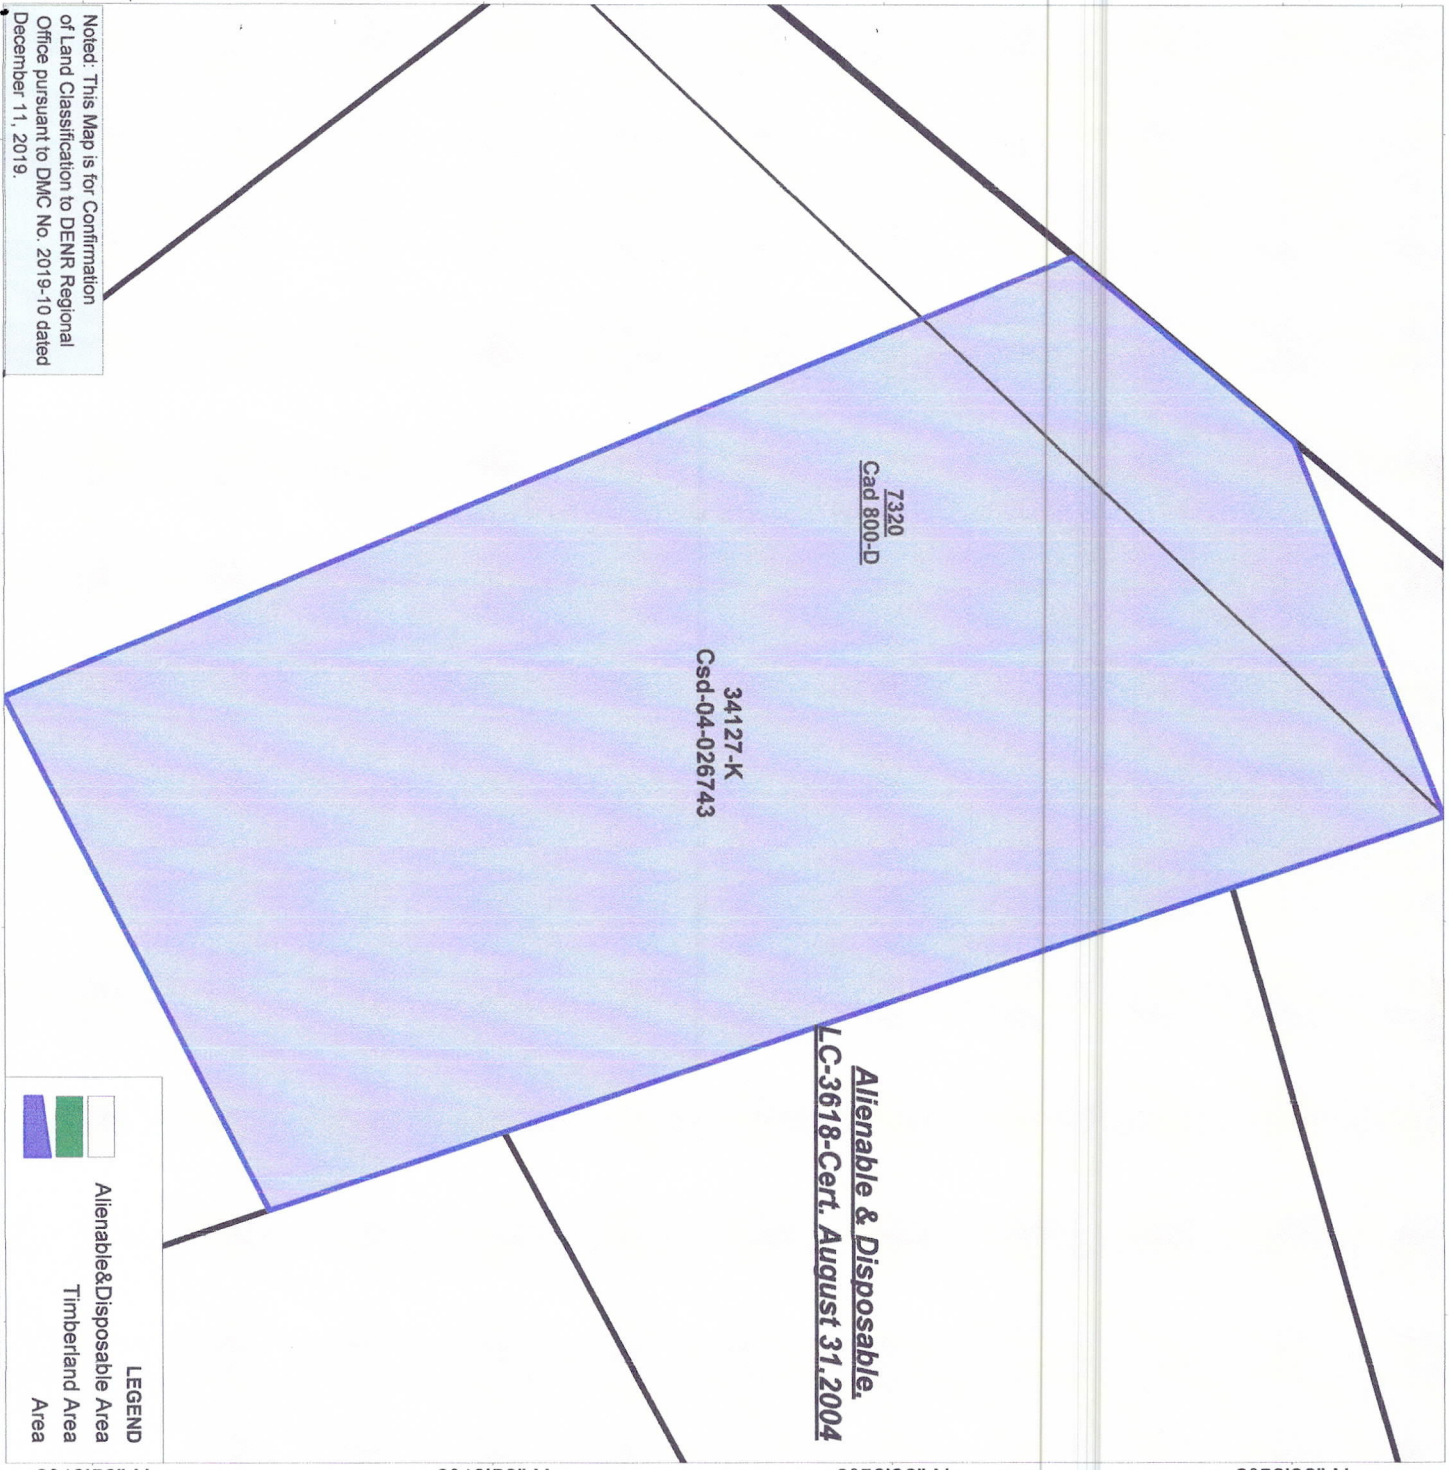 7320
Cad 800-D
34127-K
Csd-04-026743
Alienable & Disposable,
LC-3618-Cert. August 31,2004
Noted: This Map is for Confirmation
of Land Classification to DENR Regional
Office pursuant to DMC No. 2019-10 dated
December 11, 2019.
LEGEND
Alienable&Disposable Area
Timberland Area
Area